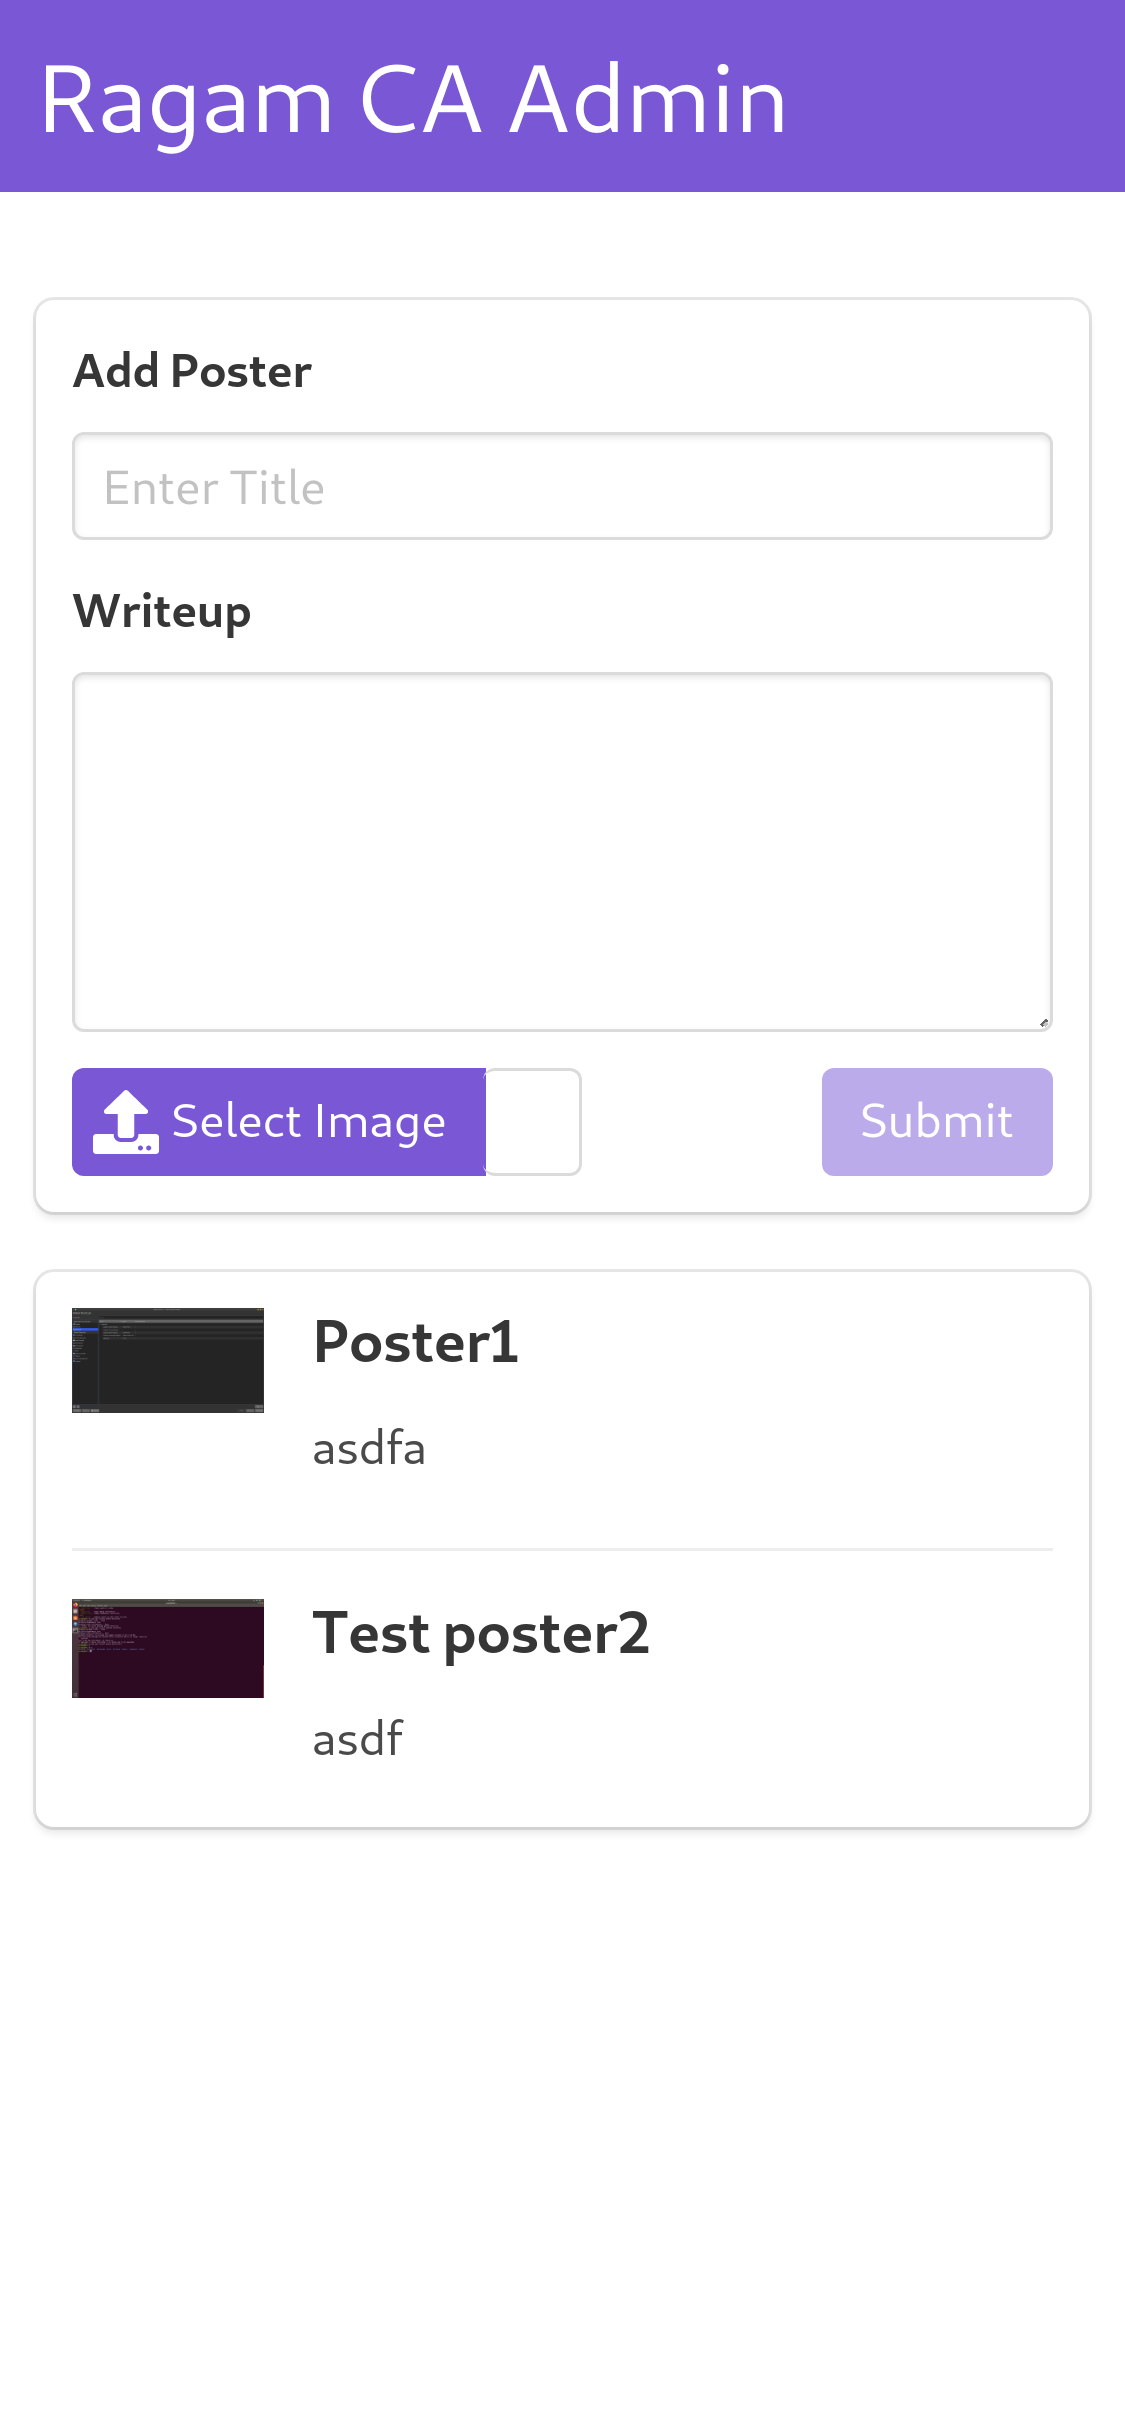 Ragam CA Admin
Add Poster
Enter Title
Writeup
Select Image
Submit
Poster1
asdfa
Test poster2
asdf